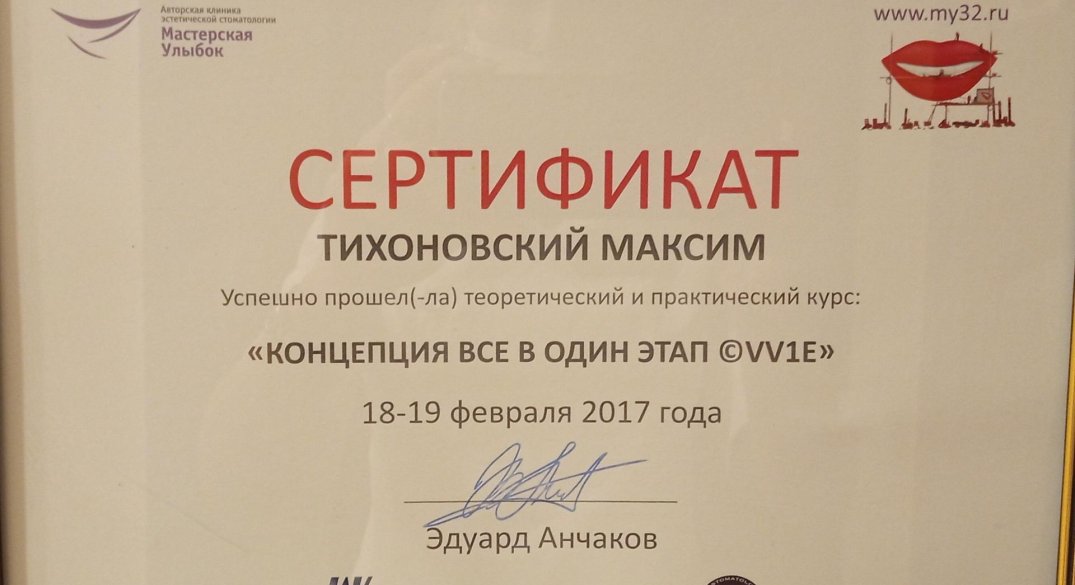 Авторская клиника
эстетической стоматологии
Мастерская
Улыбок
www.my32.ru
СЕРТИФИКАТ
ТИХОНОВСКИЙ МАКСИМ
Успешно прошел(-ла) теоретический и практический курс:
«КОНЦЕПЦИЯ ВСЕ В ОДИН ЭТАП ©VV1E»
18-19 февраля 2017 года
Эдуард Анчаков